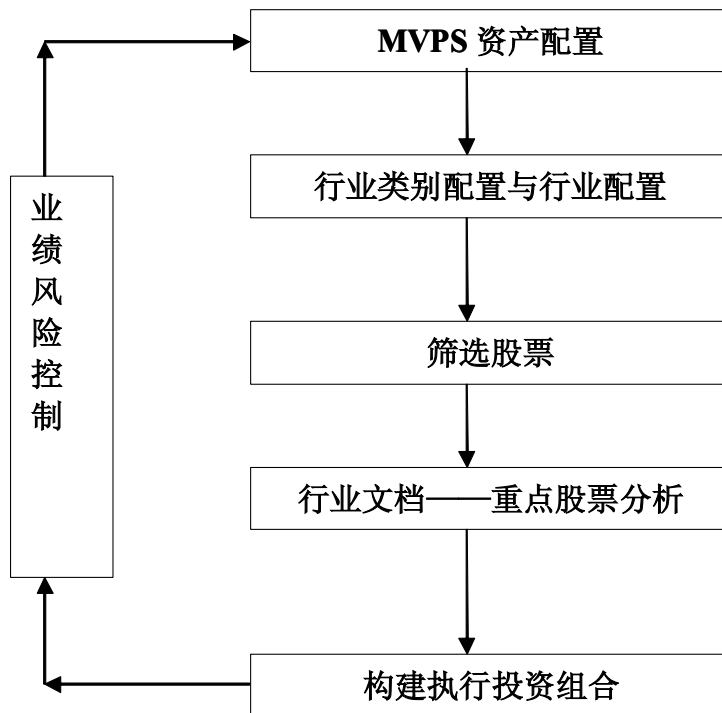 MVPS 资产配置
行业类别配置与行业配置
筛选股票
行业文档——重点股票分析
构建执行投资组合
业绩风险控制